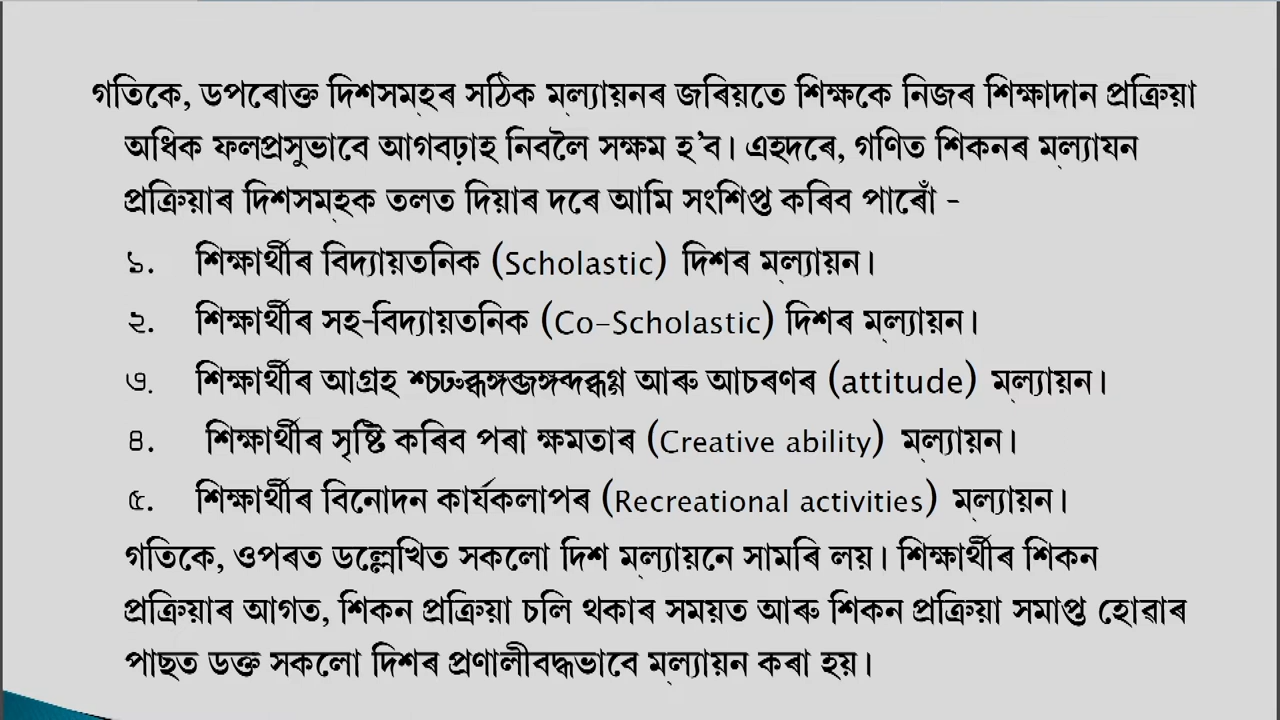 গতিকে, ডপৰোক্ত দিশসমূহৰ সঠিক মূল্যায়নৰ জৰিয়তে শিক্ষকে নিজৰ শিক্ষাদান প্ৰক্ৰিয়া
অধিক ফলপ্ৰসুভাবে আগবঢ়াহ নিবলৈ সক্ষম হ’ব। এহদৰে, গণিত শিকনৰ মূল্যাযন
প্ৰক্ৰিয়াৰ দিশসমূহক তলত দিয়াৰ দৰে আমি সংশিপ্ত কৰিব পাৰোঁ -
১. শিক্ষাৰ্থীৰ বিদ্যায়তনিক (Scholastic) দিশৰ মূল্যায়ন।
২. শিক্ষাৰ্থীৰ সহ-বিদ্যায়তনিক (Co-Scholastic) দিশৰ মূল্যায়ন।
৩. শিক্ষাৰ্থীৰ আগ্ৰহ আৰু আচৰণৰ (attitude) মূল্যায়ন।
৪. শিক্ষাৰ্থীৰ সৃষ্টি কৰিব পৰা ক্ষমতাৰ (Creative ability) মূল্যায়ন।
৫. শিক্ষাৰ্থীৰ বিনোদন কাৰ্যকলাপৰ (Recreational activities) মূল্যায়ন।
গতিকে, ওপৰত ডল্লেখিত সকলো দিশ মূল্যায়নে সামৰি লয়। শিক্ষাৰ্থীৰ শিকন
প্ৰক্ৰিয়াৰ আগত, শিকন প্ৰক্ৰিয়া চলি থকাৰ সময়ত আৰু শিকন প্ৰক্ৰিয়া সমাপ্ত হোৱাৰ
পাছত ডক্ত সকলো দিশৰ প্ৰণালীবদ্ধভাবে মূল্যায়ন কৰা হয়।